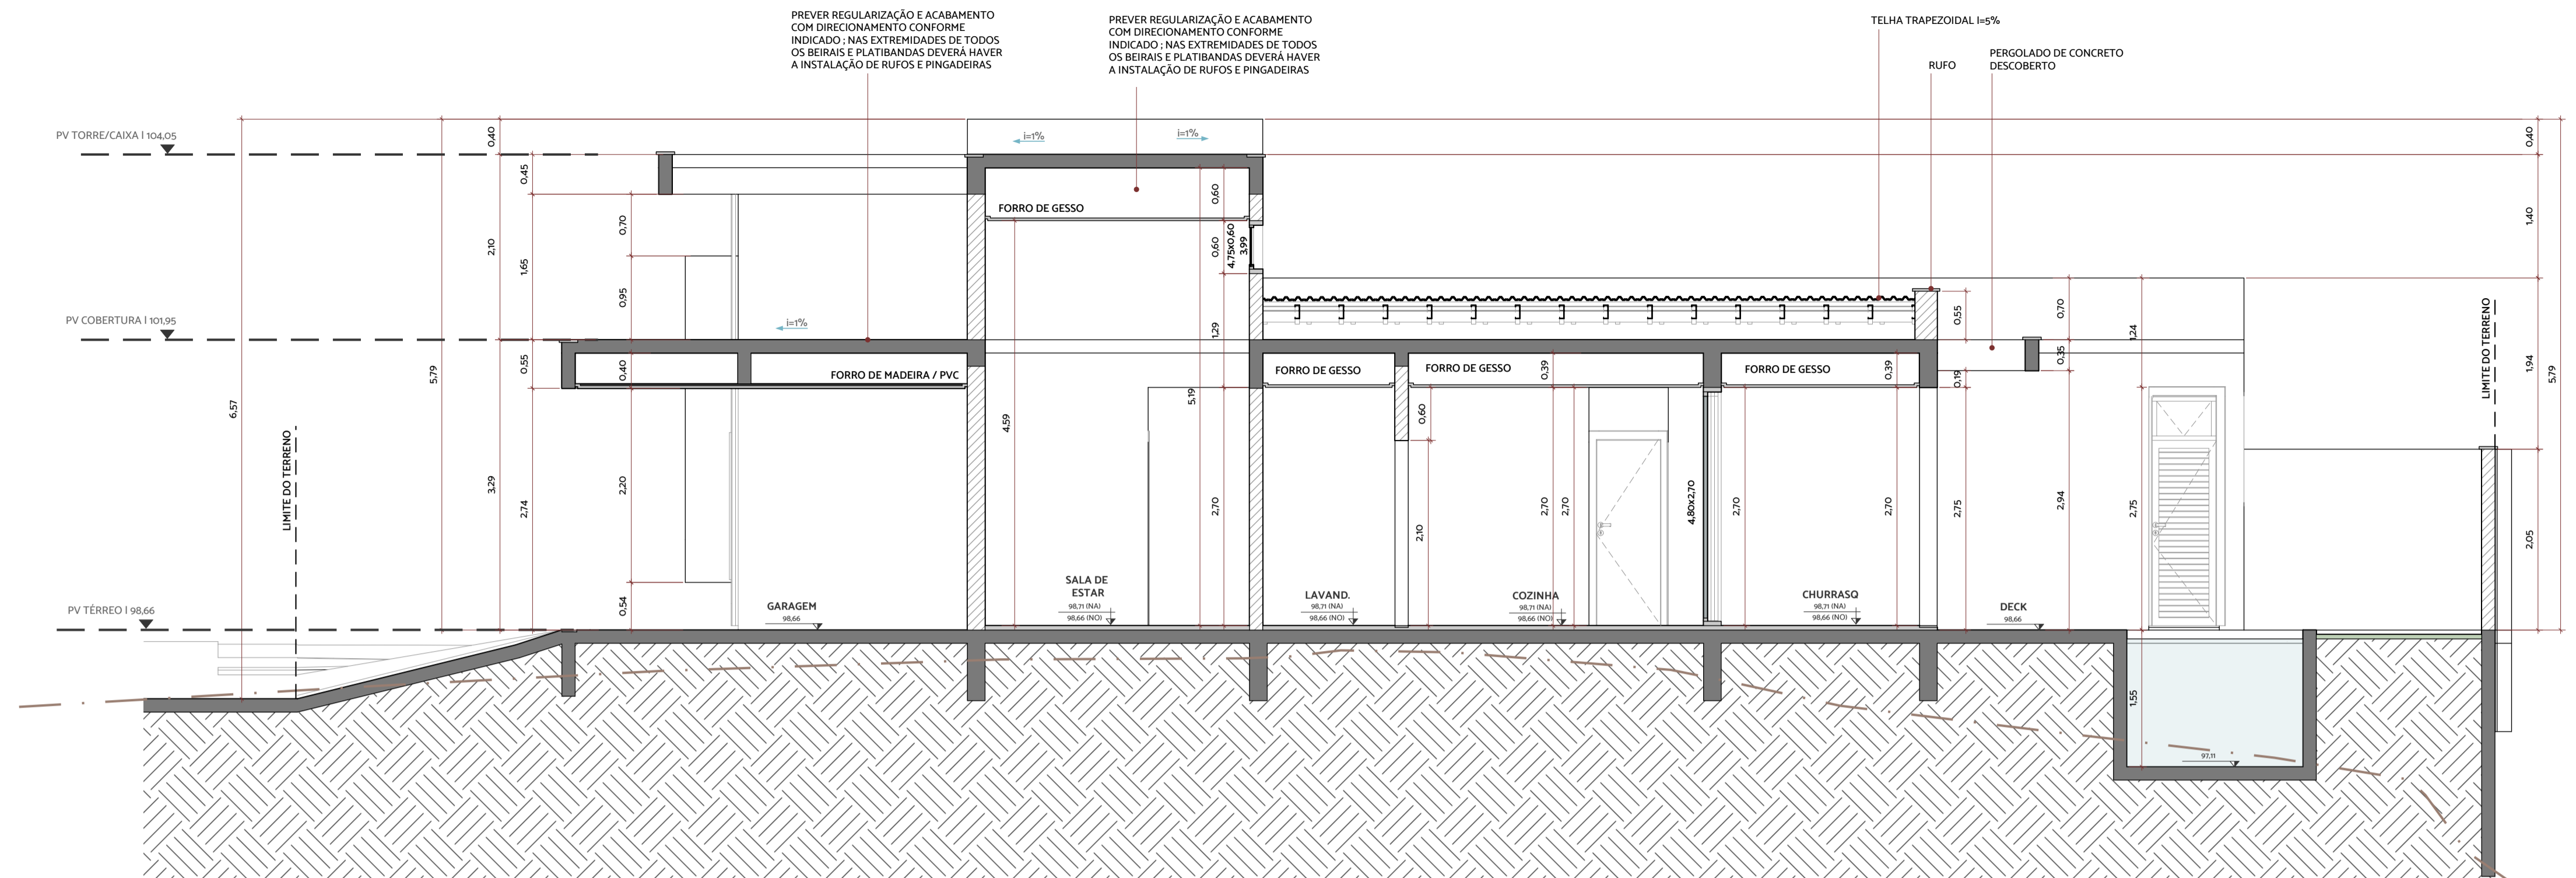 PREVER REGULARIZAÇÃO E ACABAMENTO
COM DIRECIONAMENTO CONFORME
INDICADO ; NAS EXTREMIDADES DE TODOS
OS BEIRAIS E PLATIBANDAS DEVERÁ HAVER
A INSTALAÇÃO DE RUFOS E PINGADEIRAS
PREVER REGULARIZAÇÃO E ACABAMENTO
COM DIRECIONAMENTO CONFORME
INDICADO ; NAS EXTREMIDADES DE TODOS
OS BEIRAIS E PLATIBANDAS DEVERÁ HAVER
A INSTALAÇÃO DE RUFOS E PINGADEIRAS
TELHA TRAPEZOIDAL I=5%
RUFO
PERGOLADO DE CONCRETO
DESCOBERTO
PV TORRE/CAIXA | 104,05
PV COBERTURA | 101,95
PV TÉRREO | 98,66
6,57
LIMITE DO TERRENO
5,79
0,40
2,10
3,29
0,45
1,65
0,55
2,74
0,70
0,95
0,40
2,20
0,54
i=1%
i=1%
i=1%
FORRO DE MADEIRA / PVC
GARAGEM
98,66
FORRO DE GESSO
4,59
SALA DE
ESTAR
98,71 (NA)
98,66 (NO)
5,19
0,60
0,60
1,29
2,70
4,75x0,60
3,99
FORRO DE GESSO
LAVAND.
98,71 (NA)
98,66 (NO)
FORRO DE GESSO
0,60
2,10
COZINHA
98,71 (NA)
98,66 (NO)
0,39
2,70
2,70
4,80x2,70
FORRO DE GESSO
2,70
CHURRASQ
98,71 (NA)
98,66 (NO)
0,39
2,70
0,55
0,19
2,75
DECK
98,66
0,70
0,35
2,94
1,24
2,75
1,55
97,11
LIMITE DO TERRENO
0,40
1,40
1,94
2,05
5,79